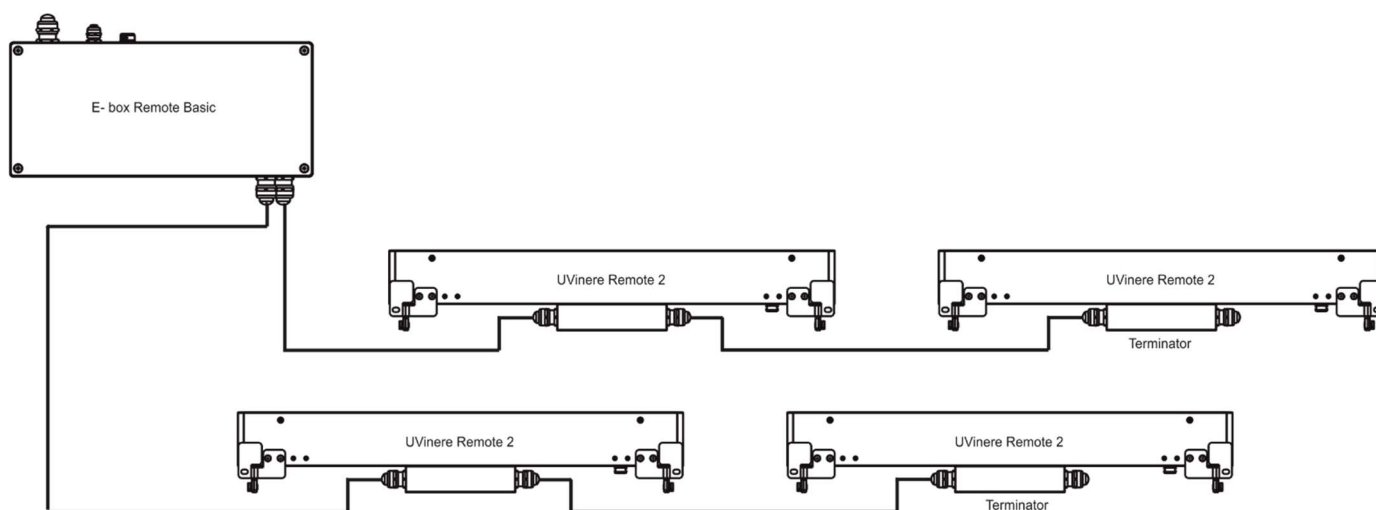 E- box Remote Basic
UVinere Remote 2
UVinere Remote 2
Terminator
UVinere Remote 2
UVinere Remote 2
Terminator